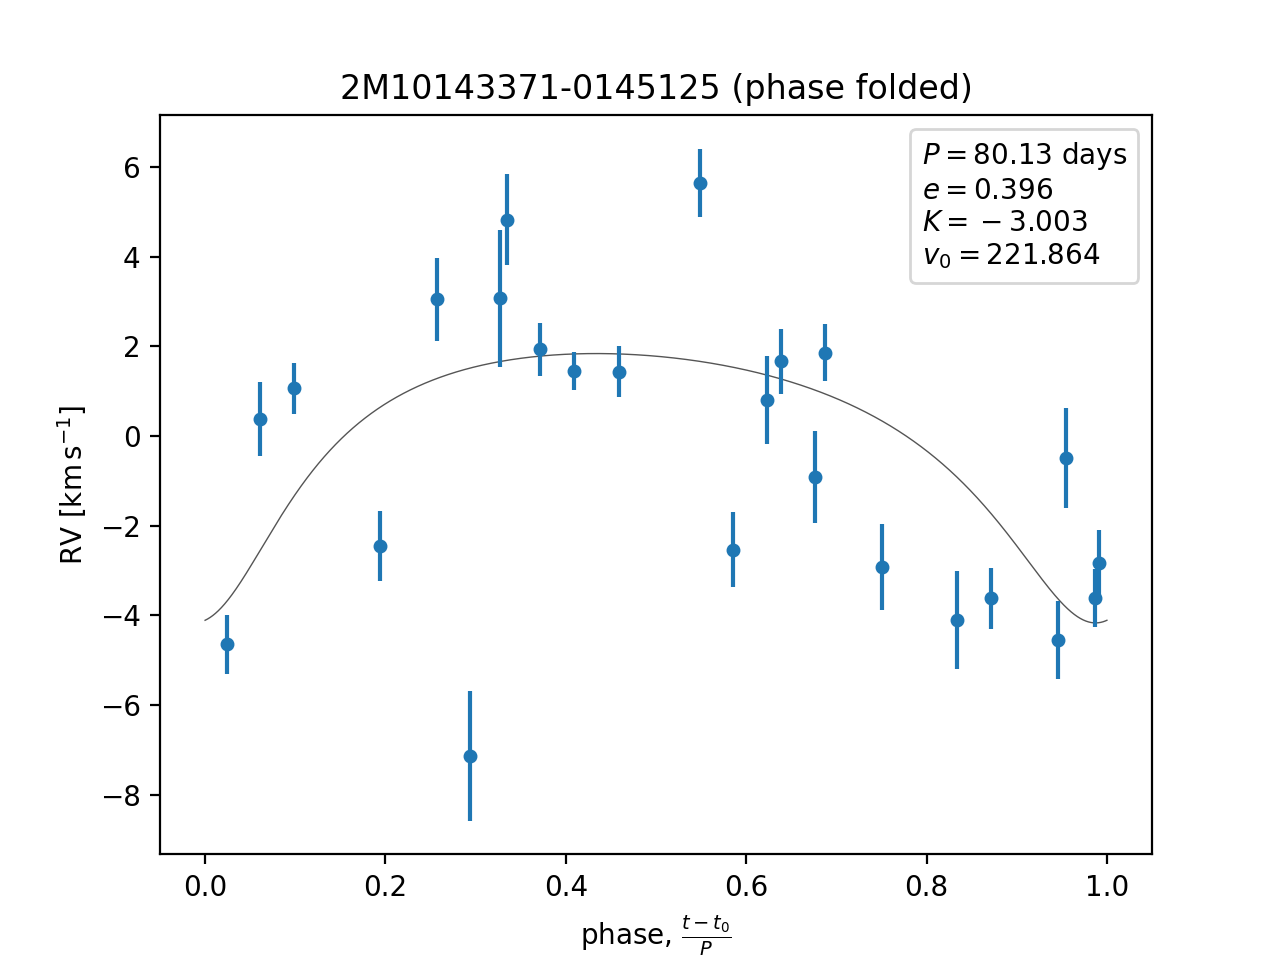 2M10143371-0145125 (phase folded)
P = 80.13 days
e = 0.396
K = −3.003
v₀ = 221.864
RV [km s⁻¹]
6
4
2
0
−2
−4
−6
−8
0.0 0.2 0.4 0.6 0.8 1.0
phase, (t − t₀)/P